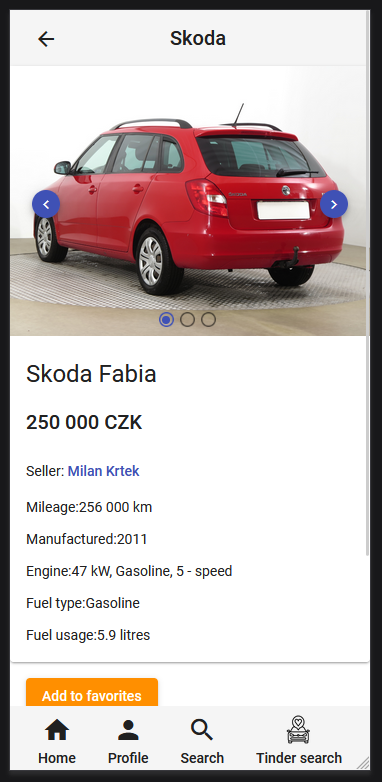 Skoda
Skoda Fabia
250 000 CZK
Seller: Milan Krtek
Mileage:256 000 km
Manufactured:2011
Engine:47 kW, Gasoline, 5 - speed
Fuel type:Gasoline
Fuel usage:5.9 litres
Add to favorites
Home Profile Search Tinder search